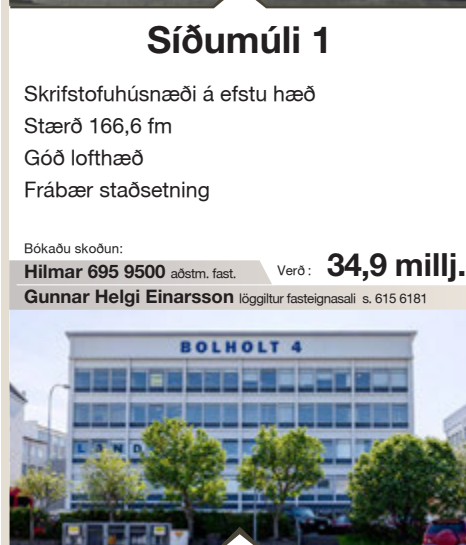 Síðumúli 1
Skrifstofuhúsnæði á efstu hæð
Stærð 166,6 fm
Góð lofthæð
Frábær staðsetning
Bókaðu skoðun:
Hilmar 695 9500 aðstm. fast.
Verð : 34,9 millj.
Gunnar Helgi Einarsson löggiltur fasteignasali s. 615 6181
BOLHOLT 4
LAND